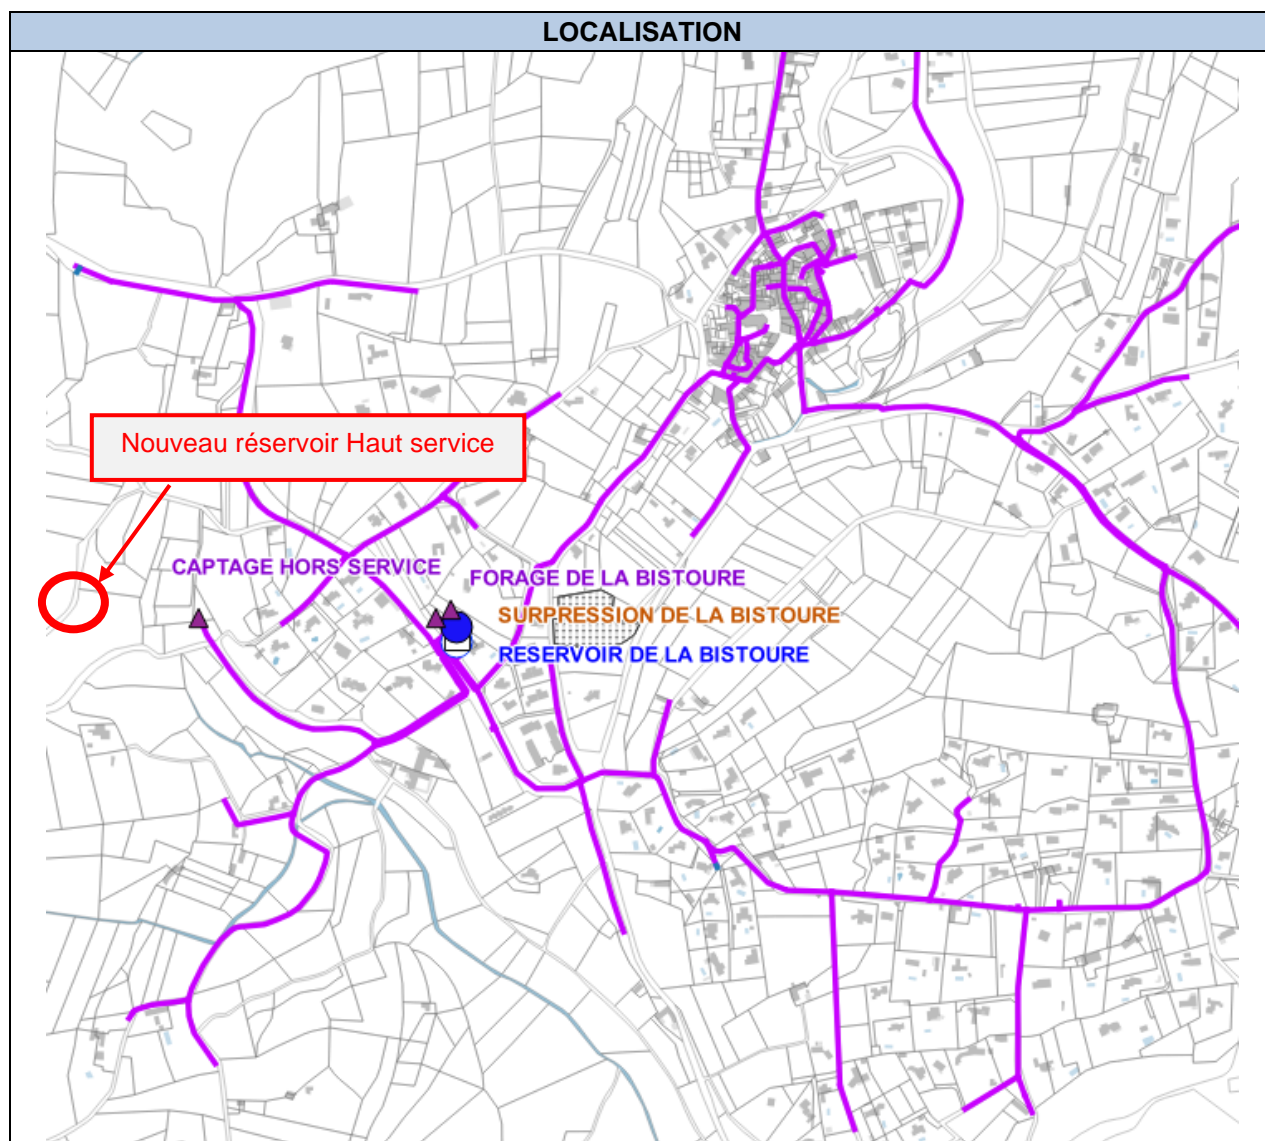 LOCALISATION
Nouveau réservoir Haut service
CAPTAGE HORS SERVICE
FORAGE DE LA BISTOURE
SURPRESSION DE LA BISTOURE
RESERVOIR DE LA BISTOURE